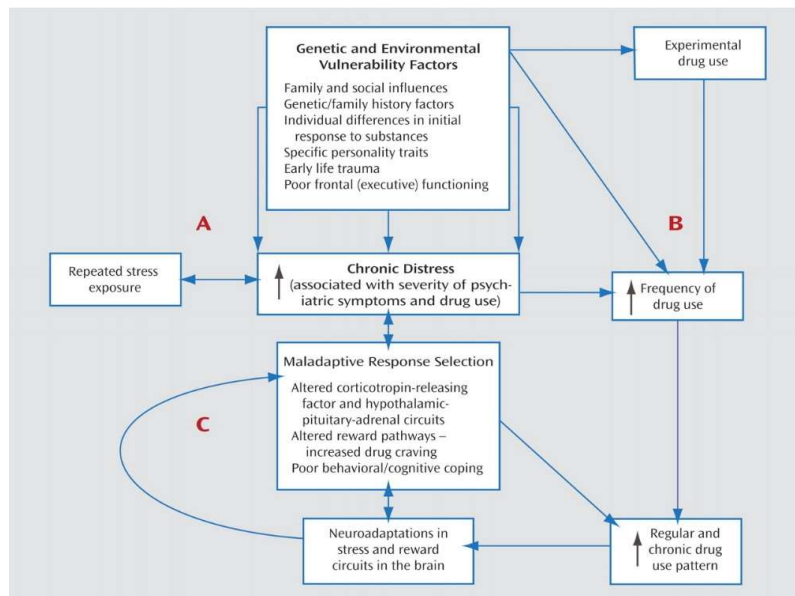 Genetic and Environmental
Vulnerability Factors
Family and social influences
Genetic/family history factors
Individual differences in initial
response to substances
Specific personality traits
Early life trauma
Poor frontal (executive) functioning
Experimental
drug use
A
B
Repeated stress
exposure
Chronic Distress
(associated with severity of psych-
iatric symptoms and drug use)
Frequency of
drug use
Maladaptive Response Selection
Altered corticotropin-releasing
factor and hypothalamic-
pituitary-adrenal circuits
Altered reward pathways –
increased drug craving
Poor behavioral/cognitive coping
C
Neuroadaptations in
stress and reward
circuits in the brain
Regular and
chronic drug
use pattern